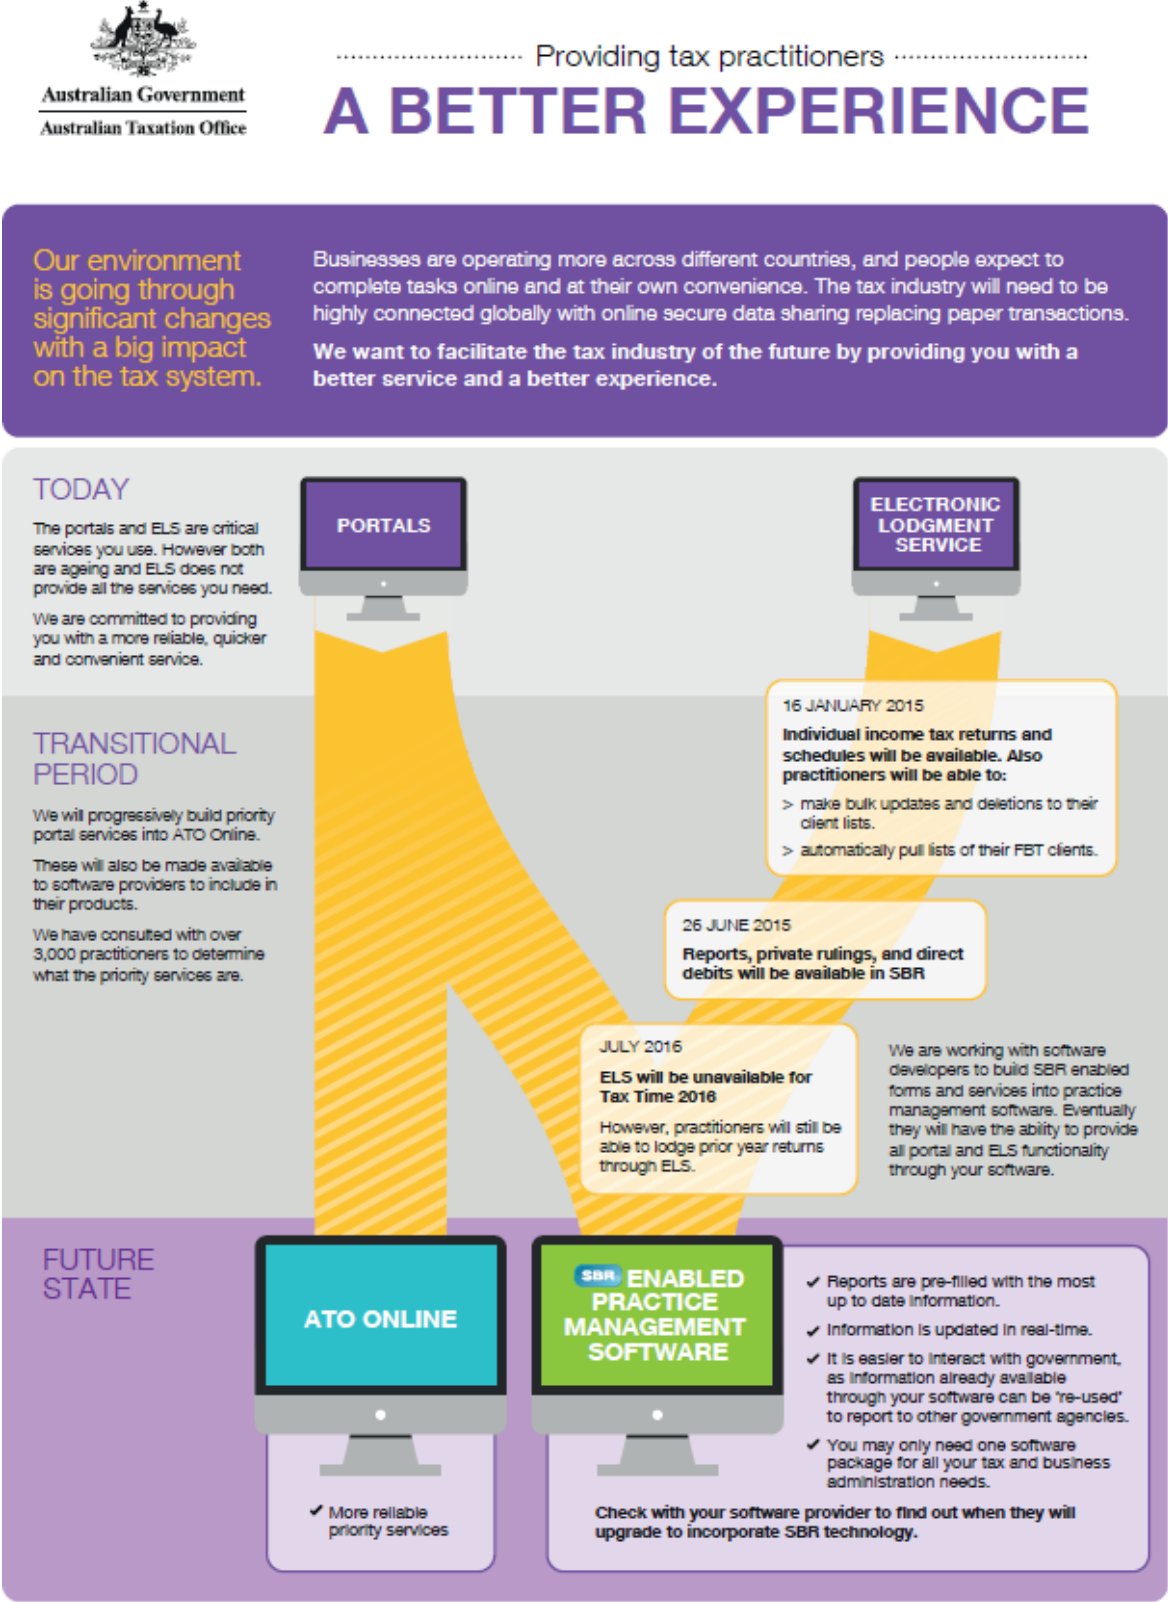 Australian Government
Australian Taxation Office
Providing tax practitioners
A BETTER EXPERIENCE
Our environment
is going through
significant changes
with a big impact
on the tax system.
Businesses are operating more across different countries, and people expect to
complete tasks online and at their own convenience. The tax industry will need to be
highly connected globally with online secure data sharing replacing paper transactions.
We want to facilitate the tax industry of the future by providing you with a
better service and a better experience.
TODAY
The portals and ELS are critical
services you use. However both
are ageing and ELS does not
provide all the services you need.
We are committed to providing
you with a more reliable, quicker
and convenient service.
PORTALS
ELECTRONIC
LODGMENT
SERVICE
TRANSITIONAL
PERIOD
We will progressively build priority
portal services into ATO Online.
These will also be made available
to software providers to include in
their products.
We have consulted with over
3,000 practitioners to determine
what the priority services are.
16 JANUARY 2015
Individual income tax returns and
schedules will be available. Also
practitioners will be able to:
> make bulk updates and deletions to their
client lists.
> automatically pull lists of their FBT clients.
26 JUNE 2015
Reports, private rulings, and direct
debits will be available in SBR
JULY 2016
ELS will be unavailable for
Tax Time 2016
However, practitioners will still be
able to lodge prior year returns
through ELS.
We are working with software
developers to build SBR enabled
forms and services into practice
management software. Eventually
they will have the ability to provide
all portal and ELS functionality
through your software.
FUTURE
STATE
ATO ONLINE
✓ More reliable
priority services
SBR ENABLED
PRACTICE
MANAGEMENT
SOFTWARE
✓ Reports are pre-filled with the most
up to date information.
✓ Information is updated in real-time.
✓ It is easier to interact with government,
as information already available
through your software can be 're-used'
to report to other government agencies.
✓ You may only need one software
package for all your tax and business
administration needs.
Check with your software provider to find out when they will
upgrade to incorporate SBR technology.